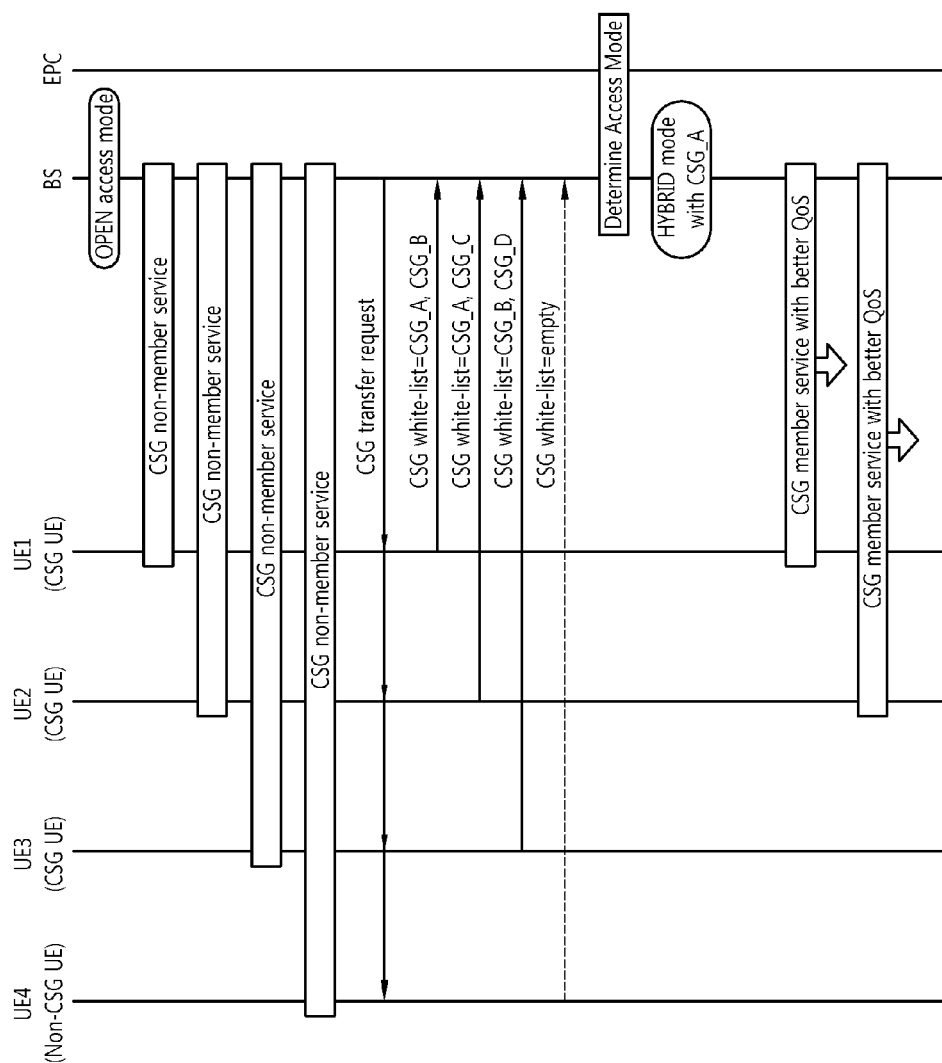 UE4
(Non-CSG UE)
UE3
(CSG UE)
UE2
(CSG UE)
UE1
(CSG UE)
BS
EPC
OPEN access mode
CSG non-member service
CSG non-member service
CSG non-member service
CSG non-member service
CSG transfer request
CSG white-list=CSG_A, CSG_B
CSG white-list=CSG_A, CSG_C
CSG white-list=CSG_B, CSG_D
CSG white-list=empty
Determine Access Mode
HYBRID mode
with CSG_A
CSG member service with better QoS
CSG member service with better QoS